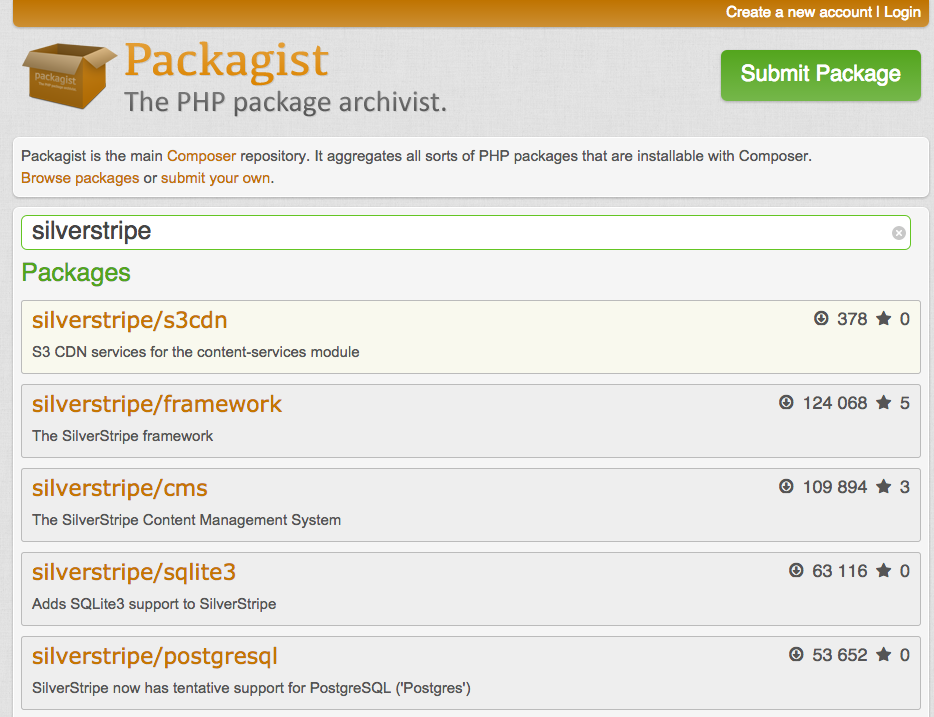 Create a new account | Login
packagist
Packagist
The PHP package archivist.
Submit Package
Packagist is the main Composer repository. It aggregates all sorts of PHP packages that are installable with Composer.
Browse packages or submit your own.
silverstripe
Packages
silverstripe/s3cdn
378 0
S3 CDN services for the content-services module
silverstripe/framework
124 068 5
The SilverStripe framework
silverstripe/cms
109 894 3
The SilverStripe Content Management System
silverstripe/sqlite3
63 116 0
Adds SQLite3 support to SilverStripe
silverstripe/postgresql
53 652 0
SilverStripe now has tentative support for PostgreSQL ('Postgres')